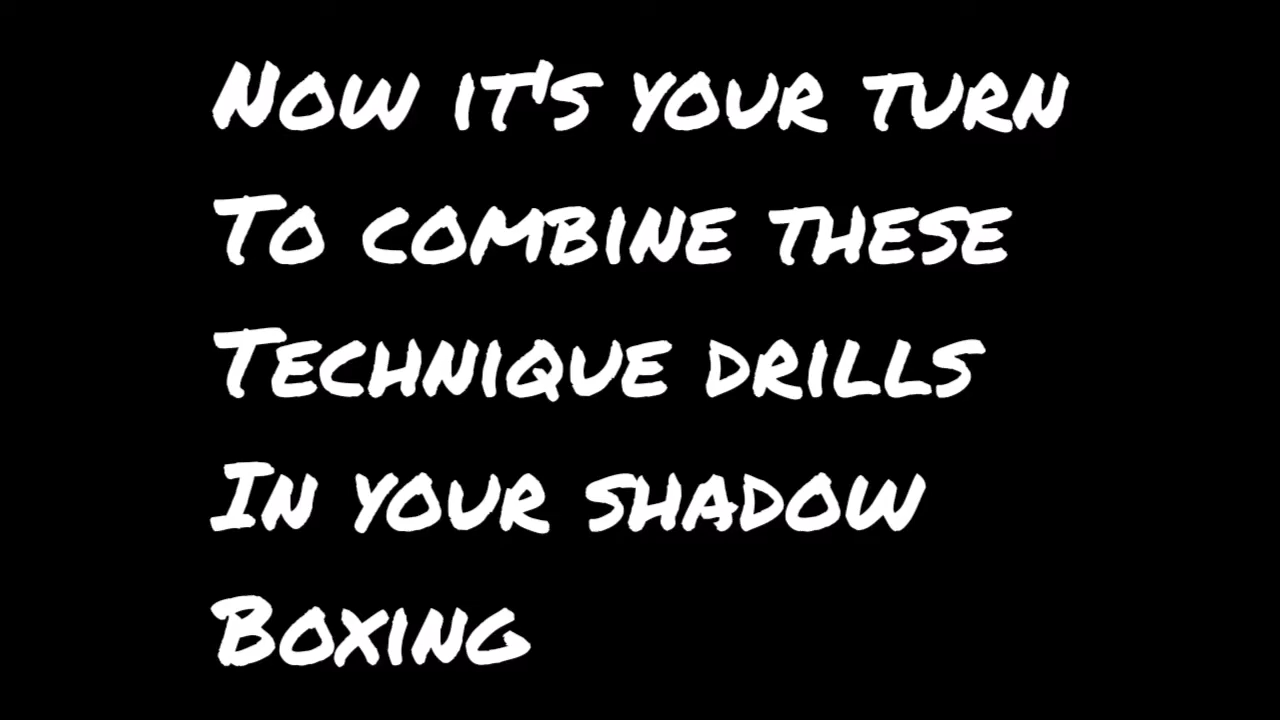 Now it's your turn
To combine these
Technique drills
In your shadow
Boxing